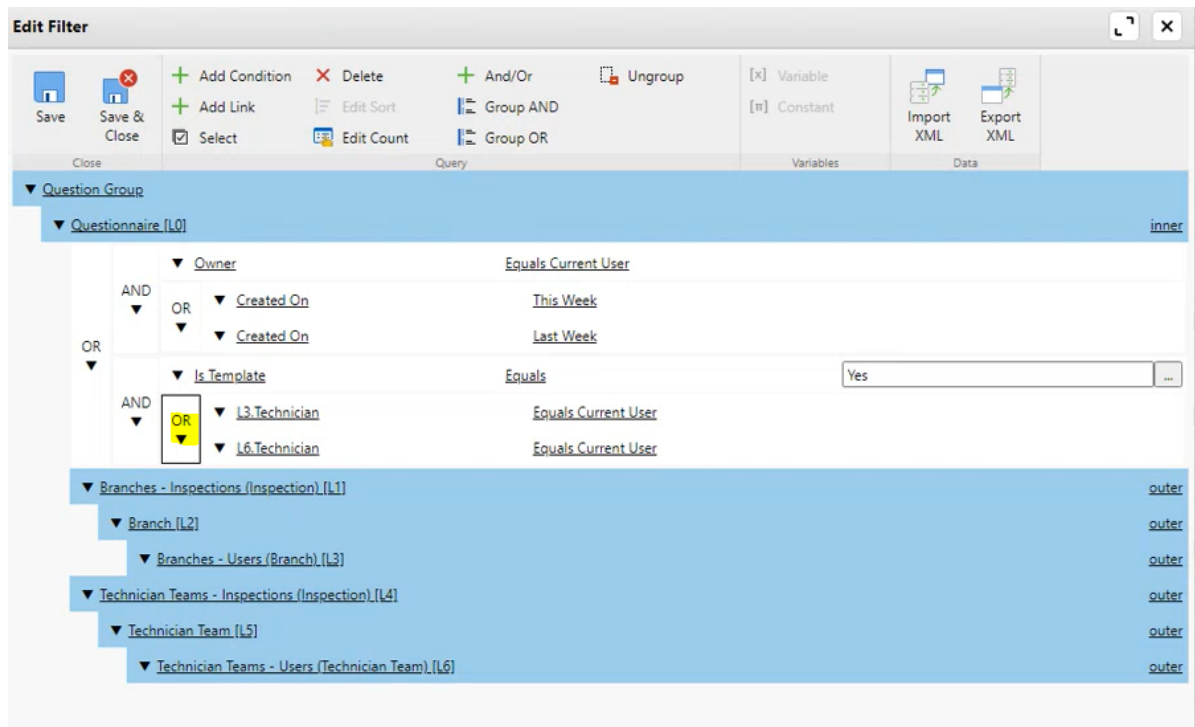 Edit Filter
Save
Save & Close
Close
Add Condition
Add Link
Select
Delete
Edit Sort
Edit Count
And/Or
Group AND
Group OR
Ungroup
Query
[x] Variable
[π] Constant
Variables
Import XML
Export XML
Data
Question Group
Questionnaire [L0] inner
OR
AND
Owner Equals Current User
OR
Created On This Week
Created On Last Week
AND
Is Template Equals Yes ...
OR
L3.Technician Equals Current User
L6.Technician Equals Current User
Branches - Inspections (Inspection) [L1] outer
Branch [L2] outer
Branches - Users (Branch) [L3] outer
Technician Teams - Inspections (Inspection) [L4] outer
Technician Team [L5] outer
Technician Teams - Users (Technician Team) [L6] outer